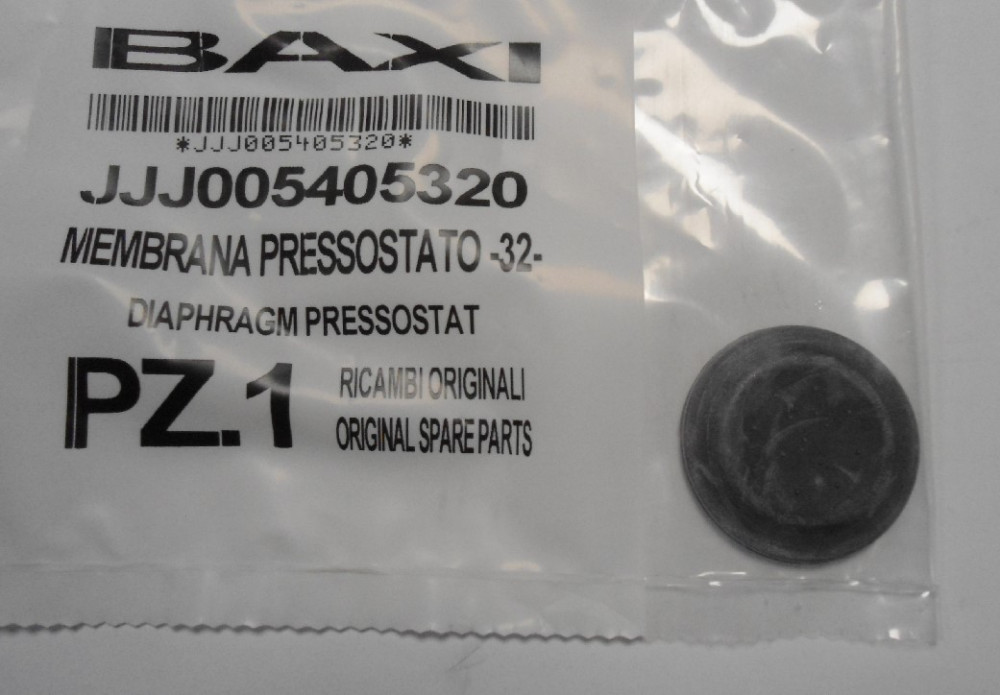 BAXI
*JJJ005405320*
JJJ005405320
MEMBRANA PRESSOSTATO -32-
DIAPHRAGM PRESSOSTAT
PZ.1
RICAMBI ORIGINALI
ORIGINAL SPARE PARTS